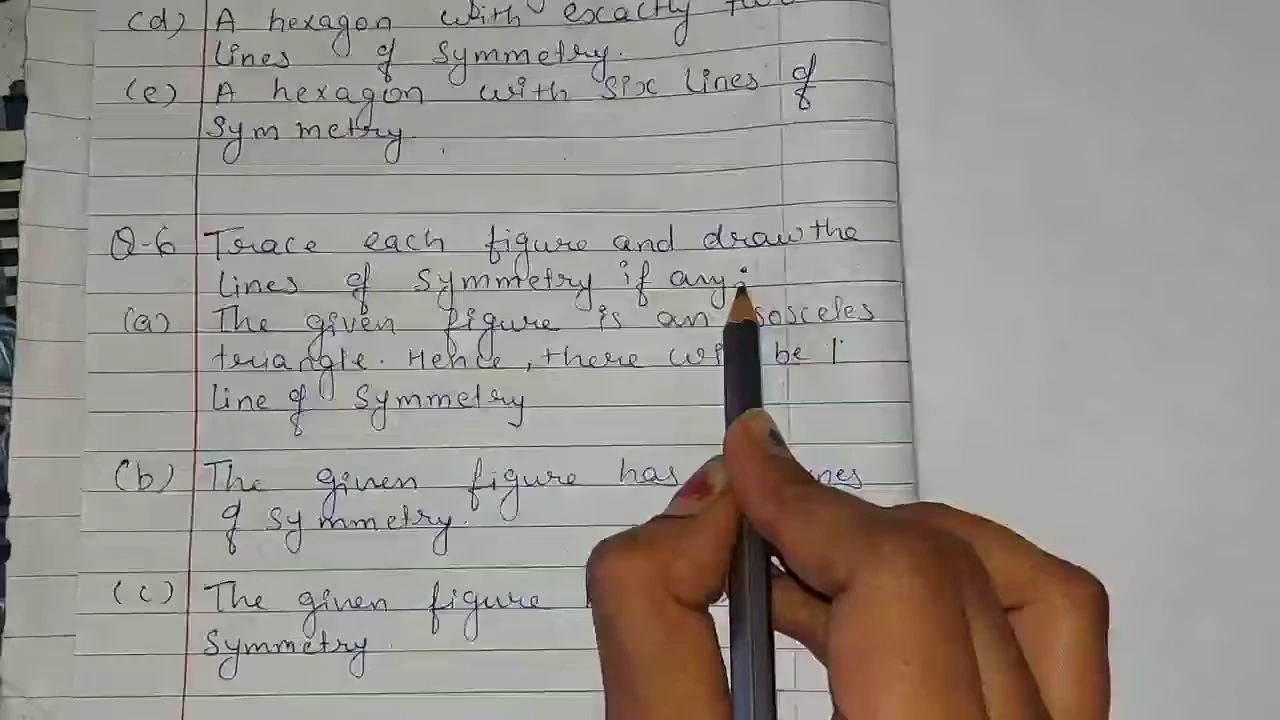 (d) A hexagon with exactly
lines of symmetry.
(e) A hexagon with six lines of
Symmetry
Q-6 Trace each figure and draw the
lines of Symmetry if any:
(a) The given figure is an isosceles
triangle. Hence, there will be 1
line of Symmetry
(b) The given figure has
of symmetry.
(c) The given figure
Symmetry